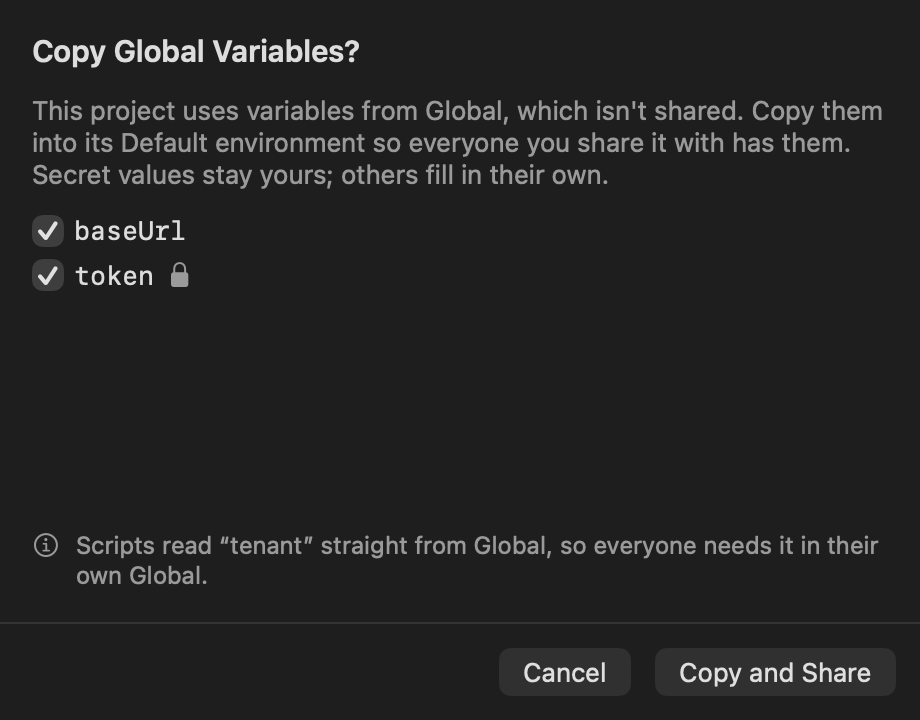 Copy Global Variables?
This project uses variables from Global, which isn't shared. Copy them
into its Default environment so everyone you share it with has them.
Secret values stay yours; others fill in their own.
baseUrl
token
Scripts read “tenant” straight from Global, so everyone needs it in their
own Global.
Cancel
Copy and Share